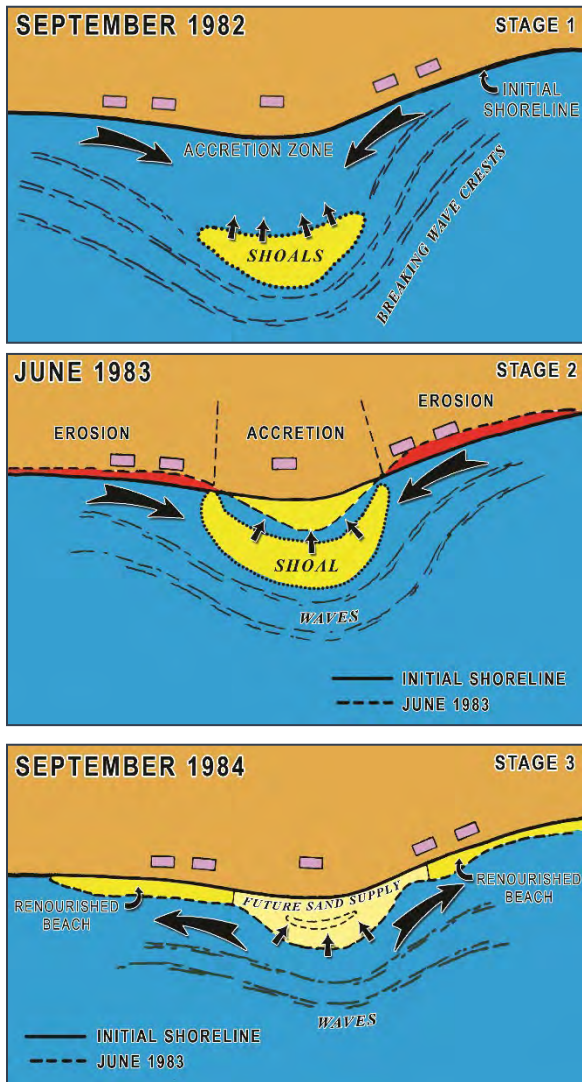 SEPTEMBER 1982
STAGE 1
INITIAL
SHORELINE
ACCRETION ZONE
SHOALS
BREAKING WAVE CRESTS
JUNE 1983
STAGE 2
EROSION
ACCRETION
EROSION
SHOAL
WAVES
INITIAL SHORELINE
JUNE 1983
SEPTEMBER 1984
STAGE 3
FUTURE SAND SUPPLY
RENOURISHED
BEACH
RENOURISHED
BEACH
WAVES
INITIAL SHORELINE
JUNE 1983